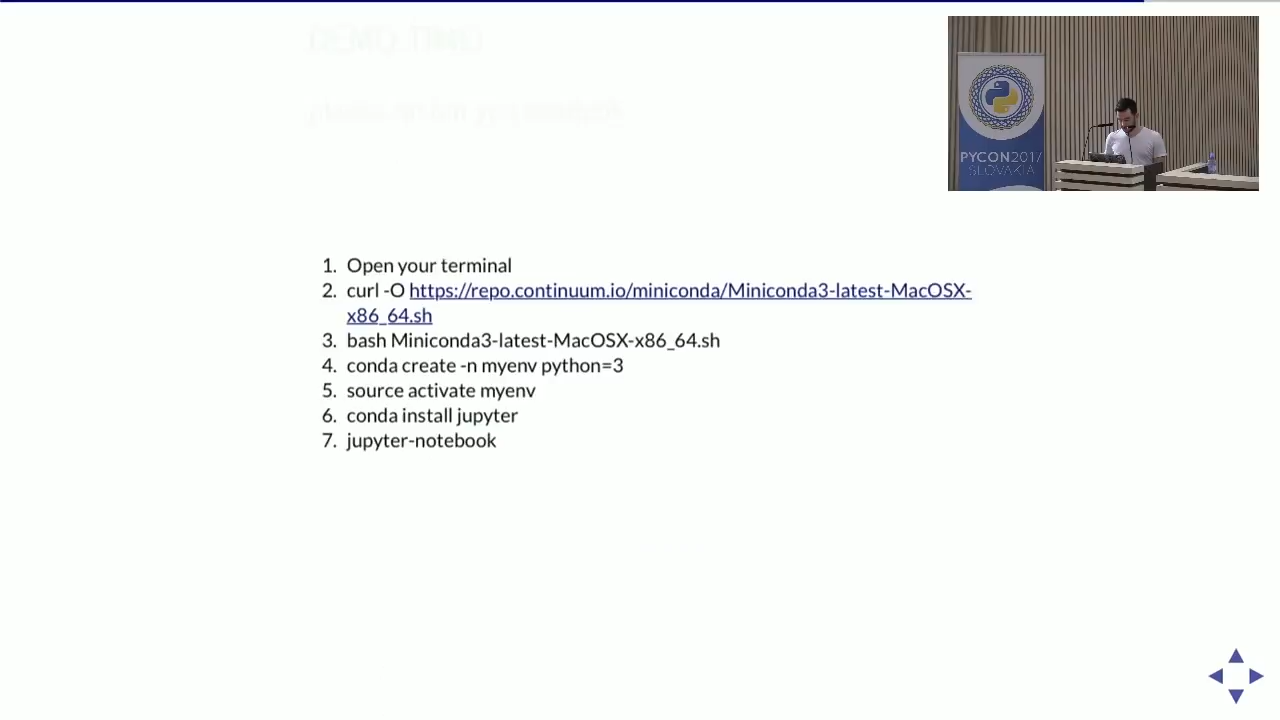 DEMO TIME
PYCON2017
SLOVAKIA
1. Open your terminal
2. curl -O https://repo.continuum.io/miniconda/Miniconda3-latest-MacOSX-
x86_64.sh
3. bash Miniconda3-latest-MacOSX-x86_64.sh
4. conda create -n myenv python=3
5. source activate myenv
6. conda install jupyter
7. jupyter-notebook